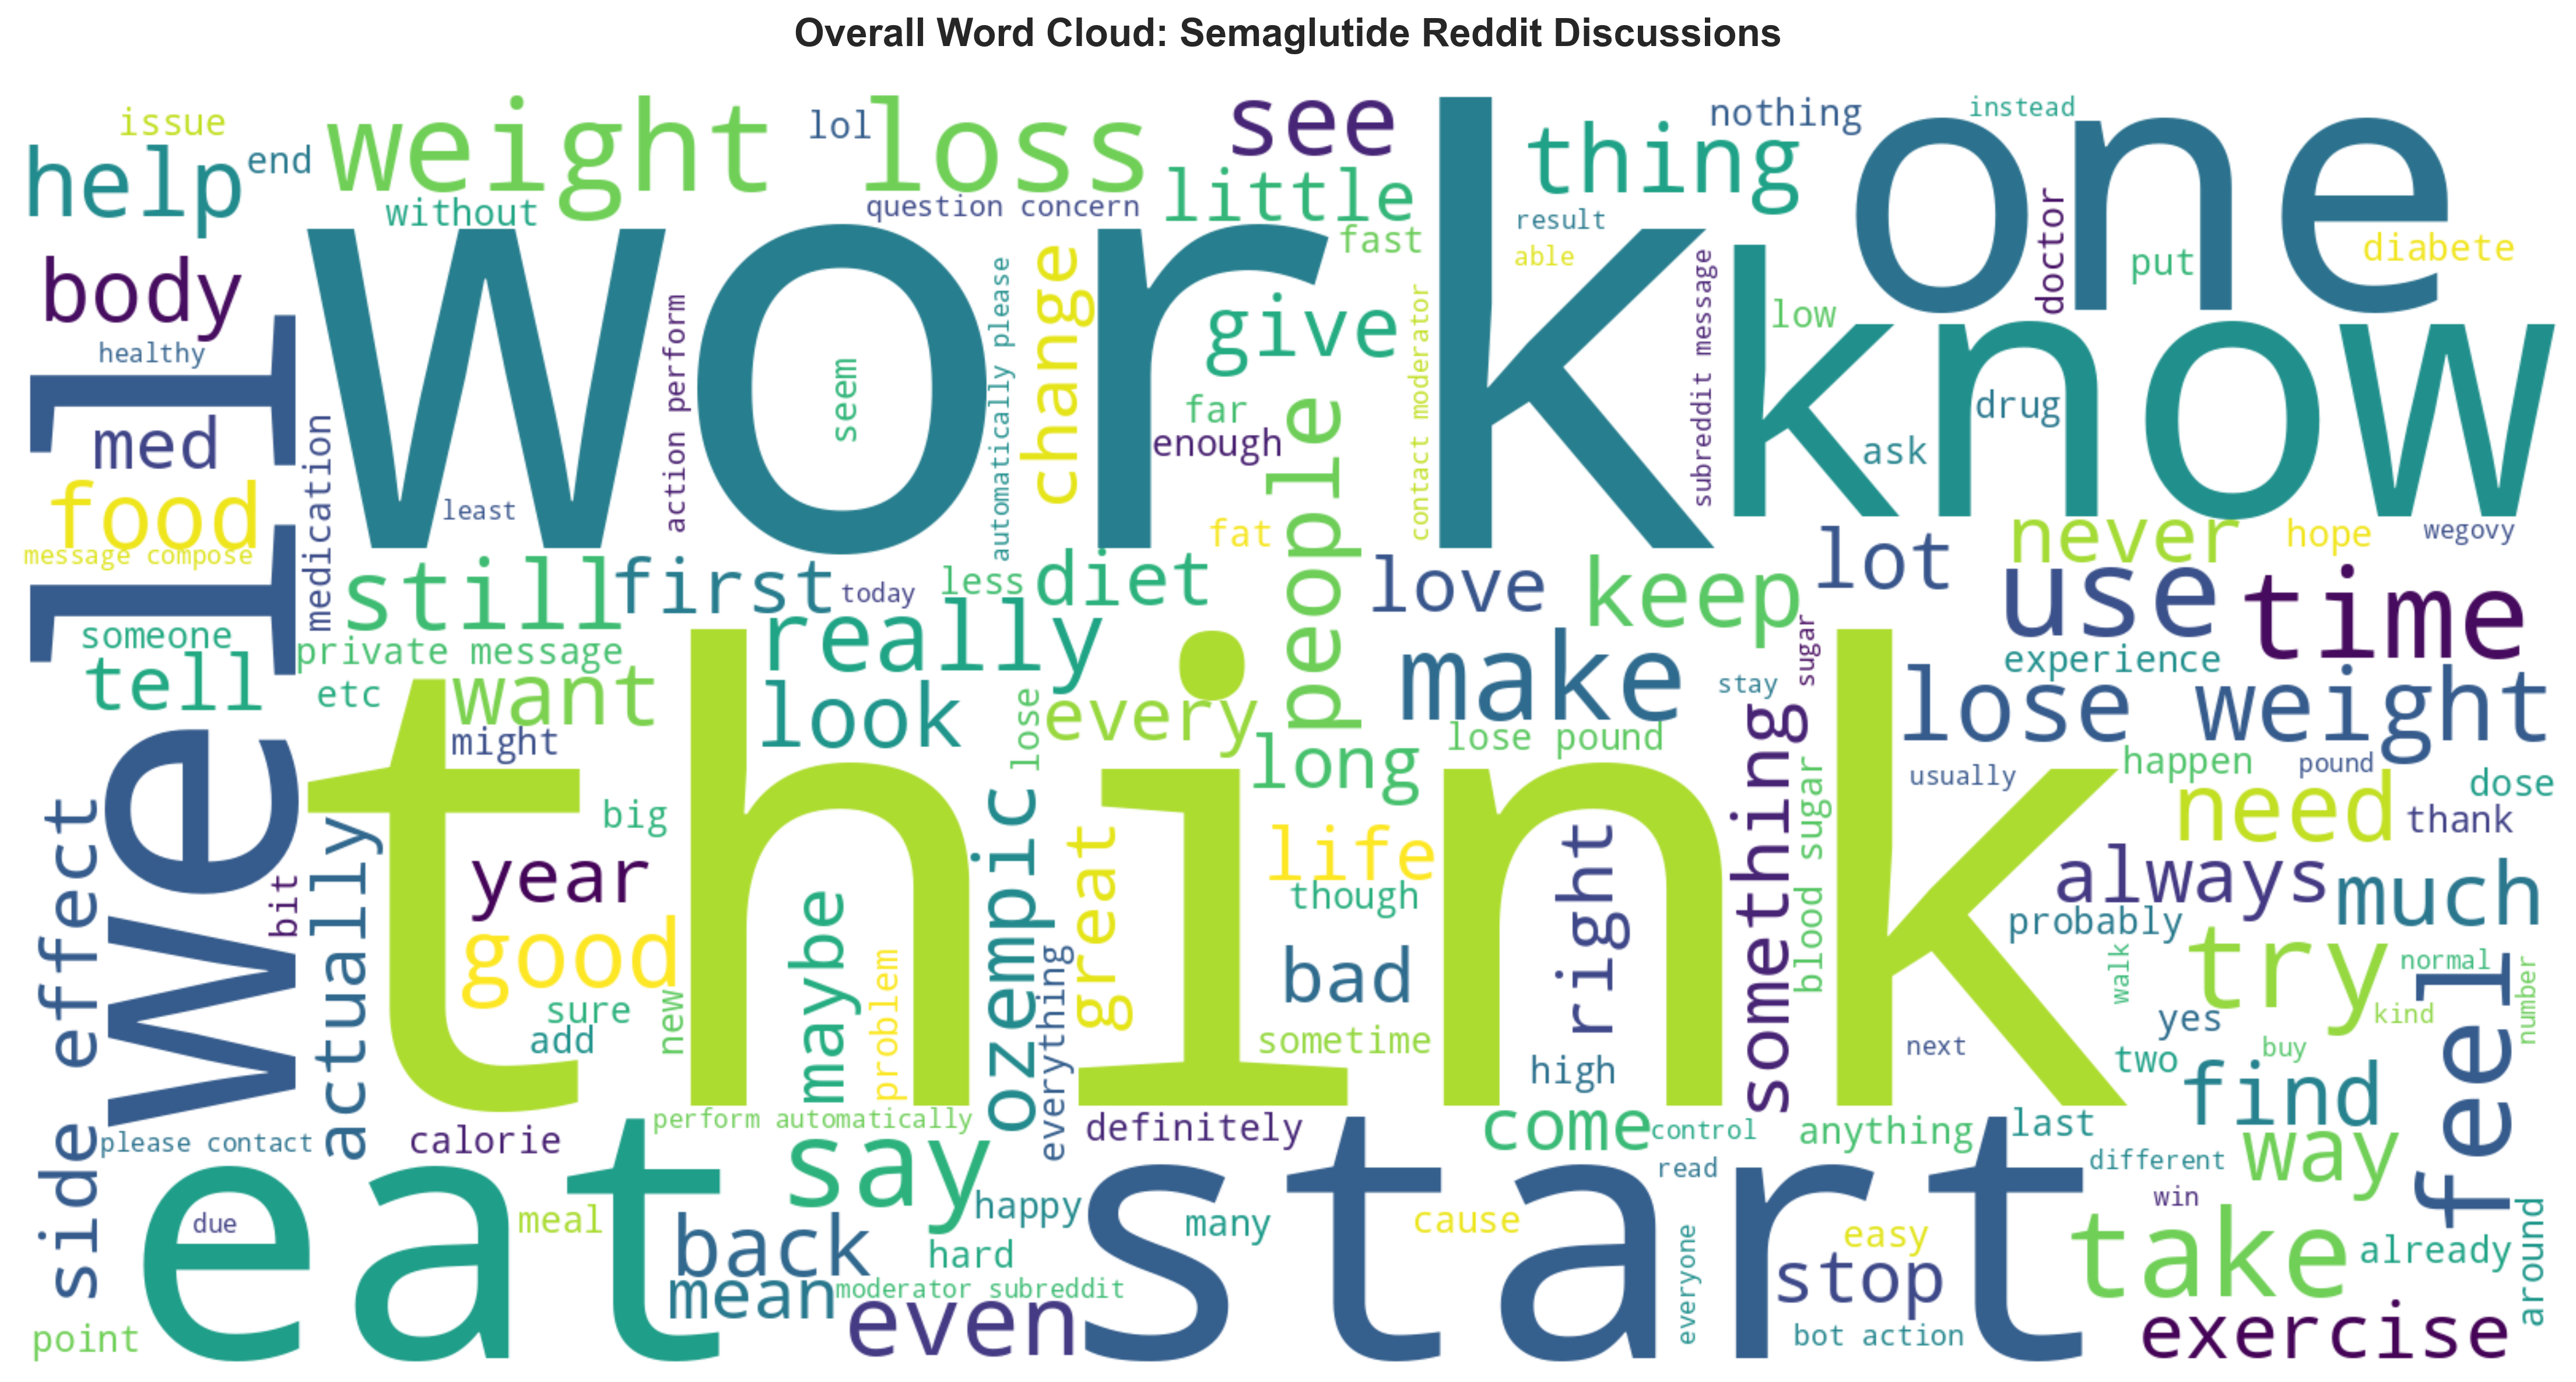 Overall Word Cloud: Semaglutide Reddit Discussions
issue
help
end
weight loss
lol
without
question concern
see
little
thing
nothing
instead
one
result
fast
able
doctor
put
diabete
body
healthy
well
work
action perform
seem
automatically please
change
give
far
enough
people
contact moderator
subreddit message
low
know
drug
ask
med
food
message compose
medication
least
fat
never
hope
wegovy
still
first
today
less
diet
love
keep
lot
use
time
someone
tell
private message
etc
want
might
really
look
lose
every
long
make
lose pound
stay
sugar
something
experience
lose weight
usually
happen
pound
dose
think
big
need
thank
side effect
bit
actually
year
good
sure
add
new
maybe
problem
ozempic
everything
great
life
though
bad
sometime
right
high
blood sugar
next
always
much
probably
walk
try
normal
number
kind
yes
two
buy
find
feel
please contact
calorie
perform automatically
definitely
come
control
anything
last
way
different
eat
due
meal
say
happy
back
hard
mean
moderator subreddit
even
start
many
cause
read
everyone
easy
stop
bot action
win
take
already
around
exercise
point